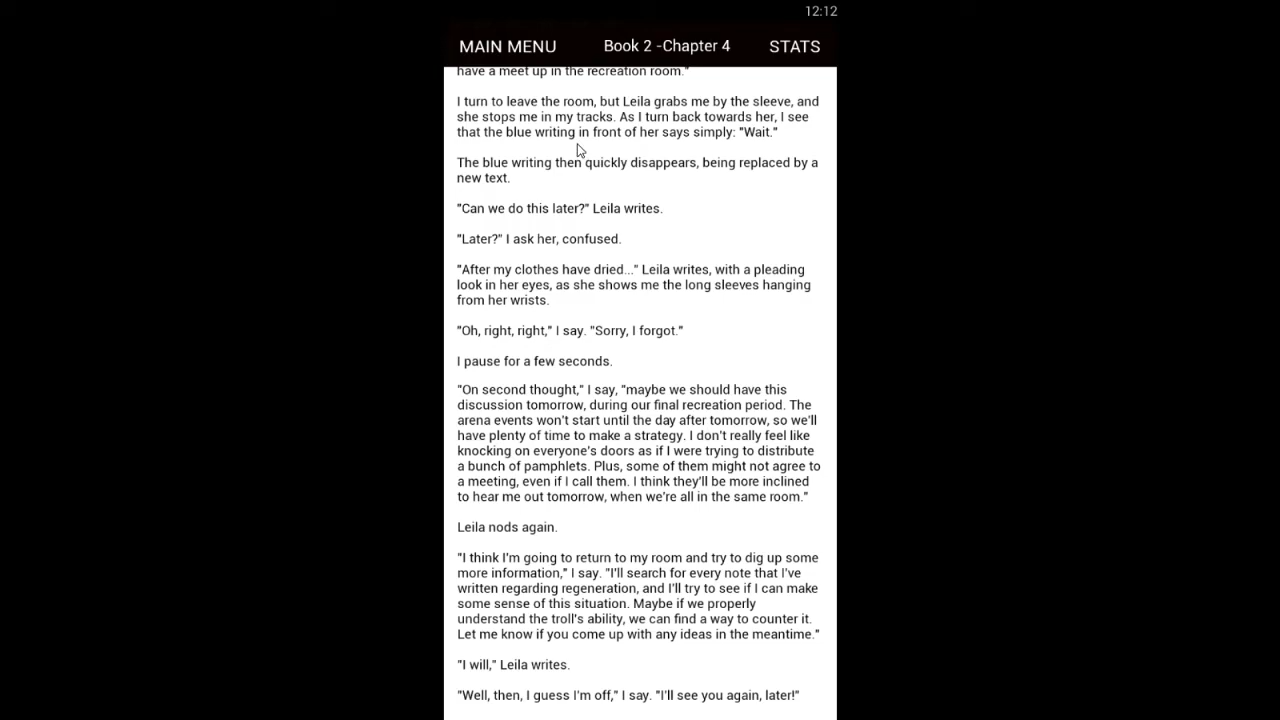 12:12
MAIN MENU
Book 2 -Chapter 4
STATS
have a meet up in the recreation room."
I turn to leave the room, but Leila grabs me by the sleeve, and
she stops me in my tracks. As I turn back towards her, I see
that the blue writing in front of her says simply: "Wait."
The blue writing then quickly disappears, being replaced by a
new text.
"Can we do this later?" Leila writes.
"Later?" I ask her, confused.
"After my clothes have dried..." Leila writes, with a pleading
look in her eyes, as she shows me the long sleeves hanging
from her wrists.
"Oh, right, right," I say. "Sorry, I forgot."
I pause for a few seconds.
"On second thought," I say, "maybe we should have this
discussion tomorrow, during our final recreation period. The
arena events won't start until the day after tomorrow, so we'll
have plenty of time to make a strategy. I don't really feel like
knocking on everyone's doors as if I were trying to distribute
a bunch of pamphlets. Plus, some of them might not agree to
a meeting, even if I call them. I think they'll be more inclined
to hear me out tomorrow, when we're all in the same room."
Leila nods again.
"I think I'm going to return to my room and try to dig up some
more information," I say. "I'll search for every note that I've
written regarding regeneration, and I'll try to see if I can make
some sense of this situation. Maybe if we properly
understand the troll's ability, we can find a way to counter it.
Let me know if you come up with any ideas in the meantime."
"I will," Leila writes.
"Well, then, I guess I'm off," I say. "I'll see you again, later!"